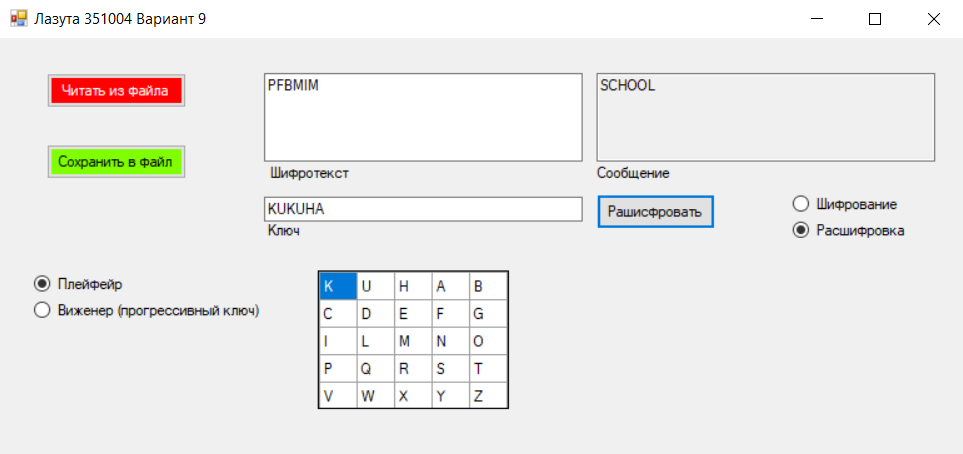 Лазута 351004 Вариант 9
Читать из файла
PFBMIM
SCHOOL
Сохранить в файл
Шифротекст
Сообщение
KUKUHA
Рашисфровать
Шифрование
Ключ
Расшифровка
Плейфейр
Виженер (прогрессивный ключ)
K U H A B
C D E F G
I L M N O
P Q R S T
V W X Y Z